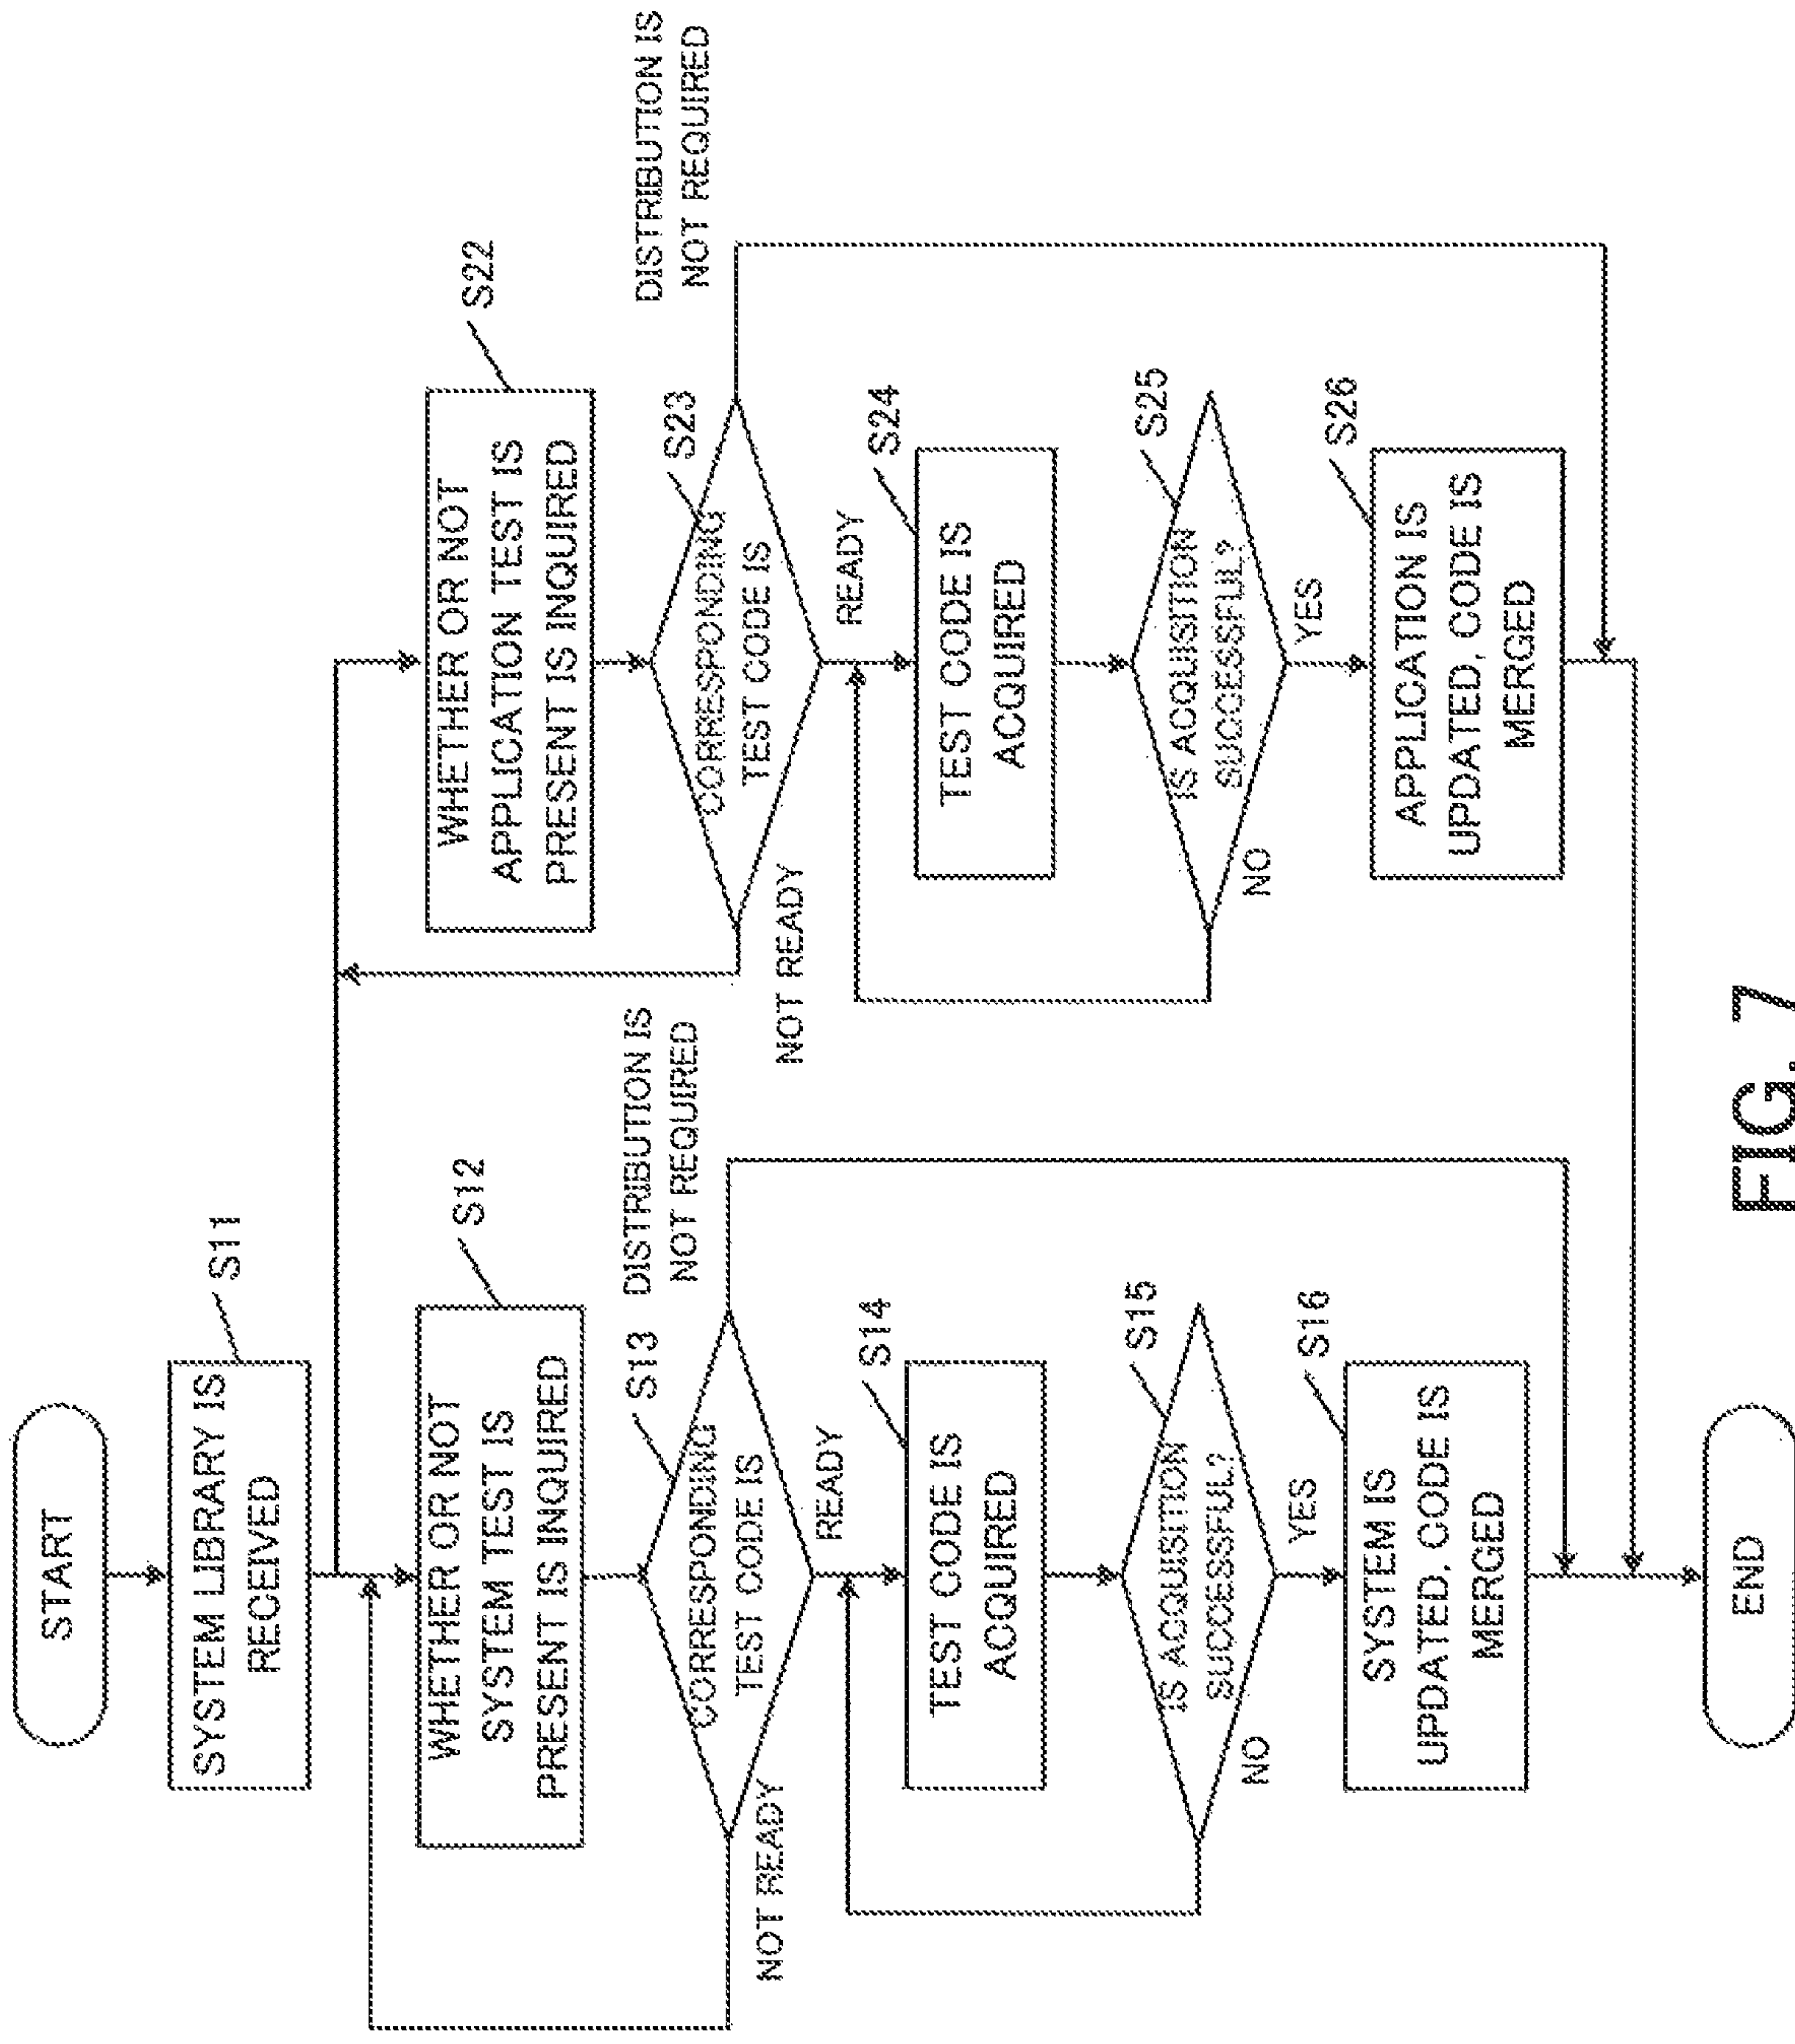 START
SYSTEM LIBRARY IS
RECEIVED
S11
WHETHER OR NOT
SYSTEM TEST IS
PRESENT IS INQUIRED
S12
CORRESPONDING
TEST CODE IS
S13
DISTRIBUTION IS
NOT REQUIRED
NOT READY
READY
TEST CODE IS
ACQUIRED
S14
IS ACQUISITION
SUCCESSFUL?
S15
NO
YES
SYSTEM IS
UPDATED, CODE IS
MERGED
S16
WHETHER OR NOT
APPLICATION TEST IS
PRESENT IS INQUIRED
S22
CORRESPONDING
TEST CODE IS
S23
DISTRIBUTION IS
NOT REQUIRED
NOT READY
READY
TEST CODE IS
ACQUIRED
S24
IS ACQUISITION
SUCCESSFUL?
S25
NO
YES
APPLICATION IS
UPDATED, CODE IS
MERGED
S26
END
FIG. 7